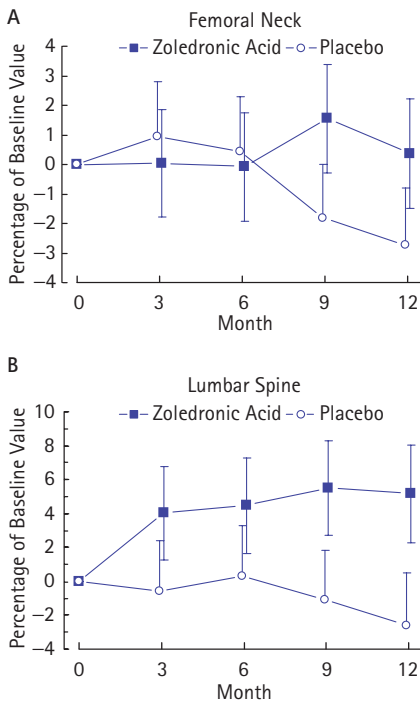 A
Femoral Neck
Zoledronic Acid Placebo
Percentage of Baseline Value
4
3
2
1
0
−1
−2
−3
−4
0 3 6 9 12
Month
B
Lumbar Spine
Zoledronic Acid Placebo
Percentage of Baseline Value
10
8
6
4
2
0
−2
−4
0 3 6 9 12
Month